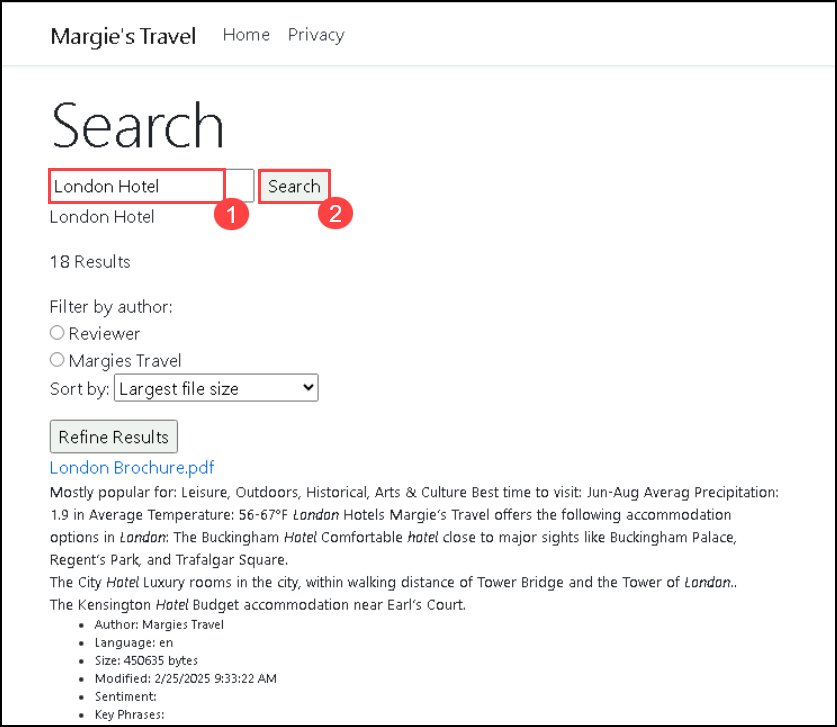 Margie's Travel Home Privacy
Search
London Hotel Search
1 2
London Hotel
18 Results
Filter by author:
Reviewer
Margies Travel
Sort by: Largest file size
Refine Results
London Brochure.pdf
Mostly popular for: Leisure, Outdoors, Historical, Arts & Culture Best time to visit: Jun-Aug Averag Precipitation:
1.9 in Average Temperature: 56-67°F London Hotels Margie's Travel offers the following accommodation
options in London: The Buckingham Hotel Comfortable hotel close to major sights like Buckingham Palace,
Regent's Park, and Trafalgar Square.
The City Hotel Luxury rooms in the city, within walking distance of Tower Bridge and the Tower of London..
The Kensington Hotel Budget accommodation near Earl's Court.
• Author: Margies Travel
• Language: en
• Size: 450635 bytes
• Modified: 2/25/2025 9:33:22 AM
• Sentiment:
• Key Phrases: